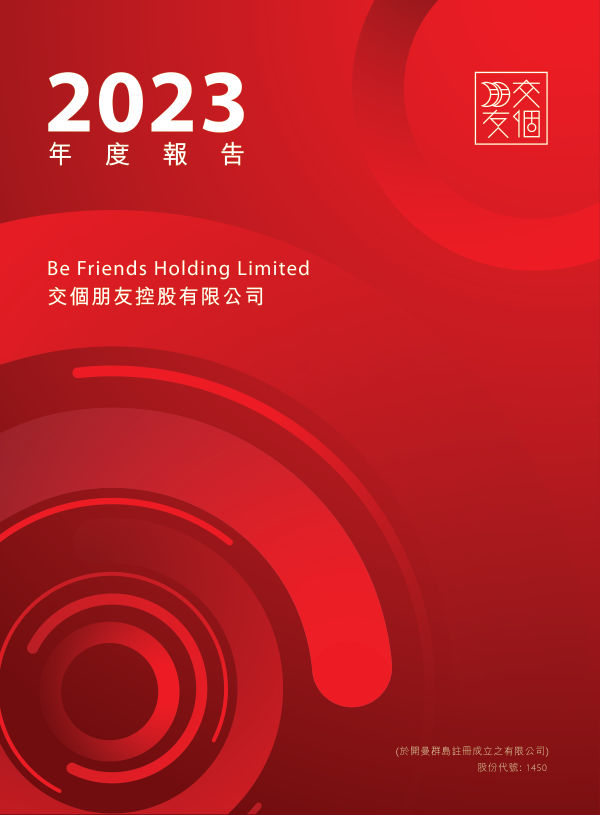 2023
年度報告
交個
朋友
Be Friends Holding Limited
交個朋友控股有限公司
(於開曼群島註冊成立之有限公司)
股份代號: 1450